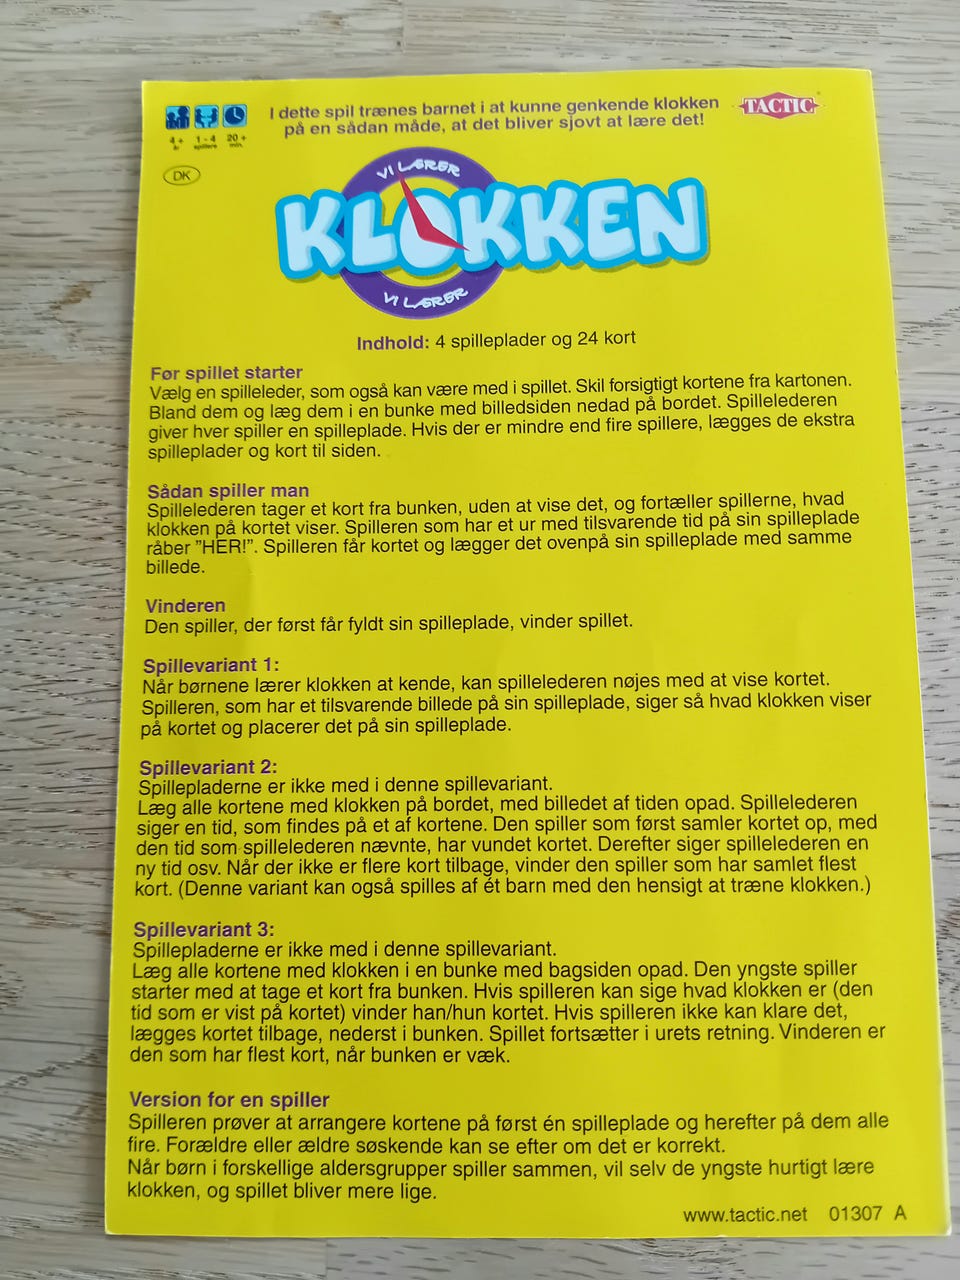 I dette spil trænes barnet i at kunne genkende klokken
på en sådan måde, at det bliver sjovt at lære det!
TACTIC
4+
år
1-4
spillere
20+
min.
DK
VI LÆRER
KLOKKEN
VI LÆRER
Indhold: 4 spilleplader og 24 kort
Før spillet starter
Vælg en spilleleder, som også kan være med i spillet. Skil forsigtigt kortene fra kartonen.
Bland dem og læg dem i en bunke med billedsiden nedad på bordet. Spillelederen
giver hver spiller en spilleplade. Hvis der er mindre end fire spillere, lægges de ekstra
spilleplader og kort til siden.
Sådan spiller man
Spillelederen tager et kort fra bunken, uden at vise det, og fortæller spillerne, hvad
klokken på kortet viser. Spilleren som har et ur med tilsvarende tid på sin spilleplade
råber ”HER!”. Spilleren får kortet og lægger det ovenpå sin spilleplade med samme
billede.
Vinderen
Den spiller, der først får fyldt sin spilleplade, vinder spillet.
Spillevariant 1:
Når børnene lærer klokken at kende, kan spillelederen nøjes med at vise kortet.
Spilleren, som har et tilsvarende billede på sin spilleplade, siger så hvad klokken viser
på kortet og placerer det på sin spilleplade.
Spillevariant 2:
Spillepladerne er ikke med i denne spillevariant.
Læg alle kortene med klokken på bordet, med billedet af tiden opad. Spillelederen
siger en tid, som findes på et af kortene. Den spiller som først samler kortet op, med
den tid som spillelederen nævnte, har vundet kortet. Derefter siger spillelederen en
ny tid osv. Når der ikke er flere kort tilbage, vinder den spiller som har samlet flest
kort. (Denne variant kan også spilles af ét barn med den hensigt at træne klokken.)
Spillevariant 3:
Spillepladerne er ikke med i denne spillevariant.
Læg alle kortene med klokken i en bunke med bagsiden opad. Den yngste spiller
starter med at tage et kort fra bunken. Hvis spilleren kan sige hvad klokken er (den
tid som er vist på kortet) vinder han/hun kortet. Hvis spilleren ikke kan klare det,
lægges kortet tilbage, nederst i bunken. Spillet fortsætter i urets retning. Vinderen er
den som har flest kort, når bunken er væk.
Version for en spiller
Spilleren prøver at arrangere kortene på først én spilleplade og herefter på dem alle
fire. Forældre eller ældre søskende kan se efter om det er korrekt.
Når børn i forskellige aldersgrupper spiller sammen, vil selv de yngste hurtigt lære
klokken, og spillet bliver mere lige.
www.tactic.net 01307 A